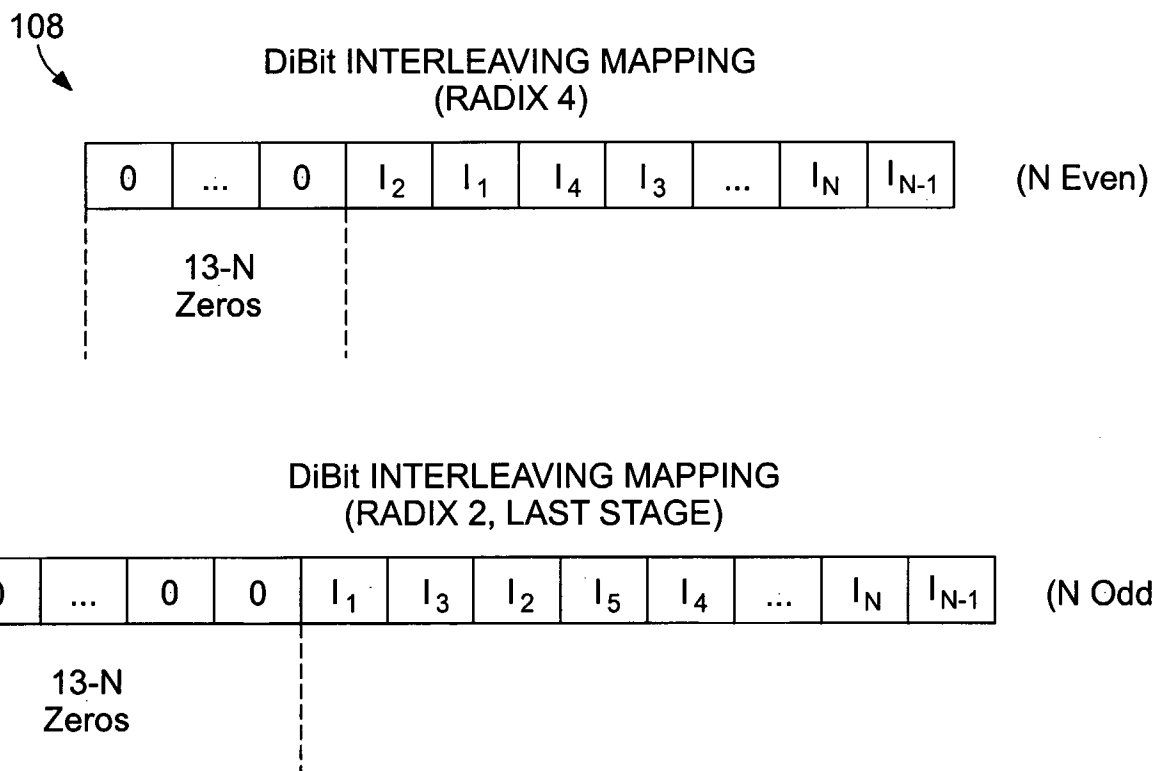 108
DiBit INTERLEAVING MAPPING
(RADIX 4)
0 ... 0 I2 I1 I4 I3 ... IN IN-1 (N Even)
13-N
Zeros
DiBit INTERLEAVING MAPPING
(RADIX 2, LAST STAGE)
0 ... 0 0 I1 I3 I2 I5 I4 ... IN IN-1 (N Odd
13-N
Zeros